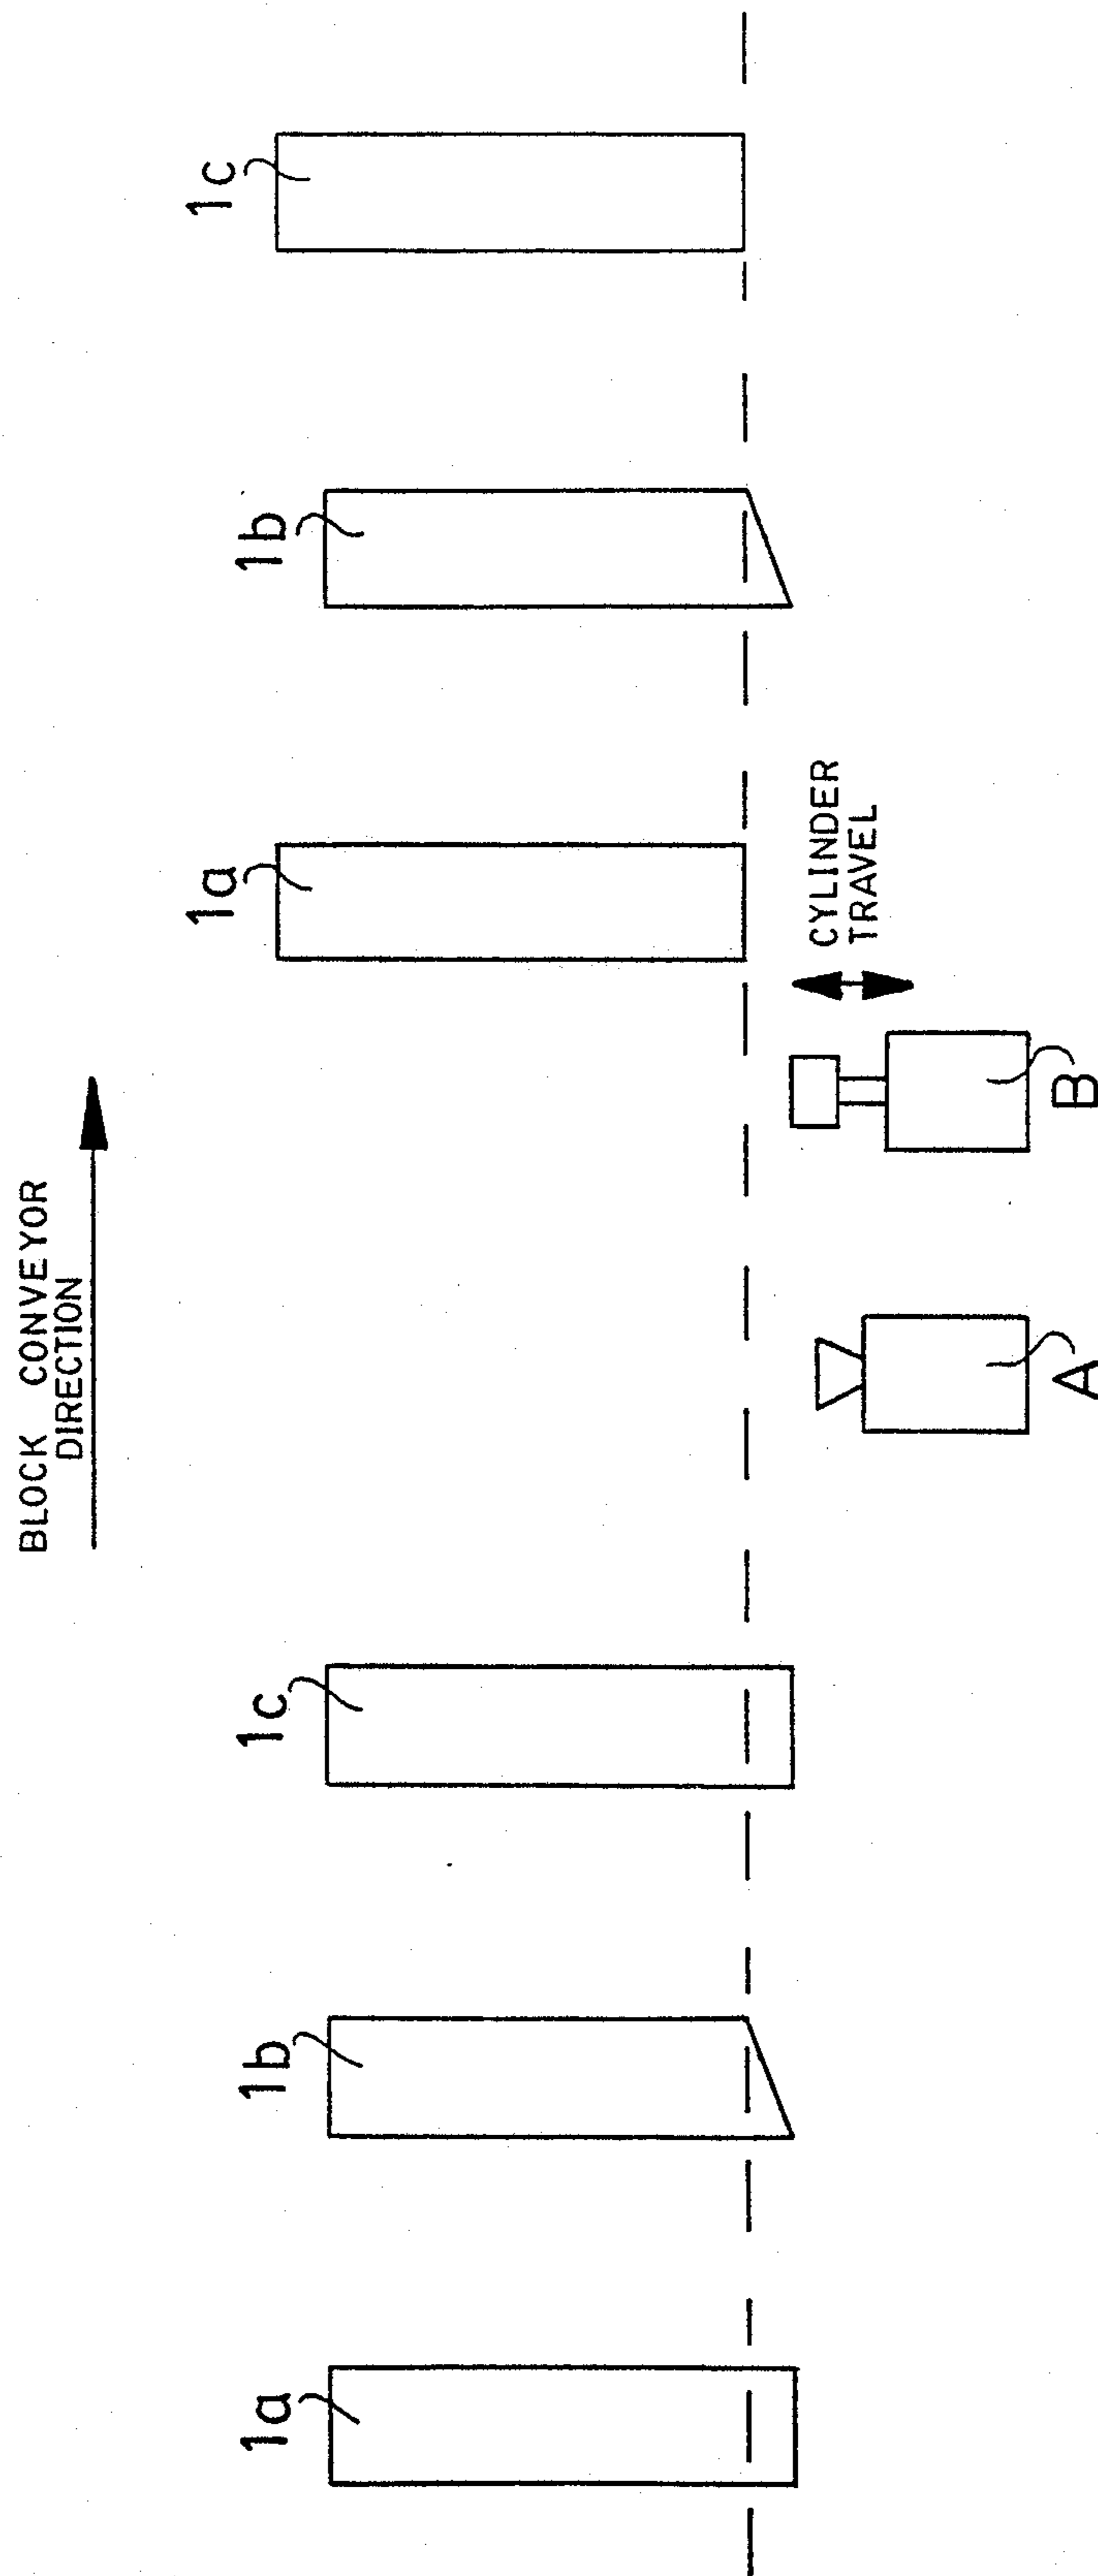 BLOCK CONVEYOR
DIRECTION
1a
1b
1c
1a
1b
1c
CYLINDER
TRAVEL
A
B